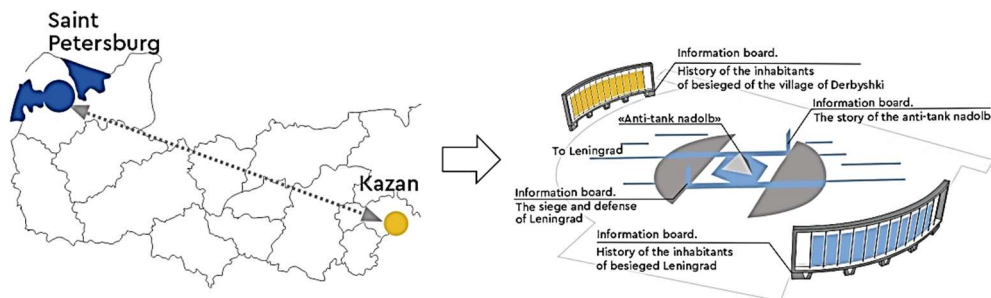 Saint
Petersburg
Kazan
Information board.
History of the inhabitants
of besieged of the village of Derbyshki
Information board.
The story of the anti-tank nadolb
«Anti-tank nadolb»
To Leningrad
Information board.
The siege and defense
of Leningrad
Information board.
History of the inhabitants
of besieged Leningrad